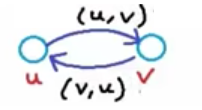 (u, v)
u v
(v, u)